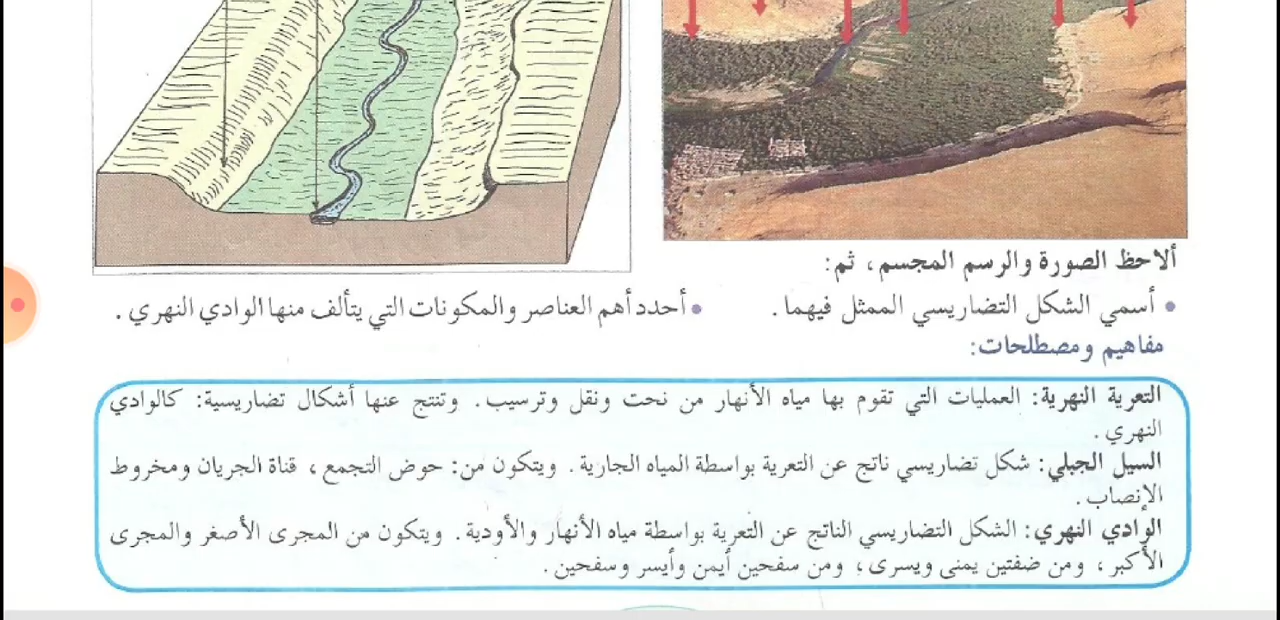 ألاحظ الصورة والرسم المجسم، ثم:
• أسمي الشكل التضاريسي الممثل فيهما. • أحدد أهم العناصر والمكونات التي يتألف منها الوادي النهري.
مفاهيم ومصطلحات:
التعرية النهرية: العمليات التي تقوم بها مياه الأنهار من نحت ونقل وترسيب. وتنتج عنها أشكال تضاريسية: كالوادي
النهري.
السيل الجبلي: شكل تضاريسي ناتج عن التعرية بواسطة المياه الجارية. ويتكون من: حوض التجمع، قناة الجريان ومخروط
الإنصاب.
الوادي النهري: الشكل التضاريسي الناتج عن التعرية بواسطة مياه الأنهار والأودية. ويتكون من المجرى الأصغر والمجرى
الأكبر، ومن ضفتين يمنى ويسرى، ومن سفحين أيمن وأيسر وسفحين.